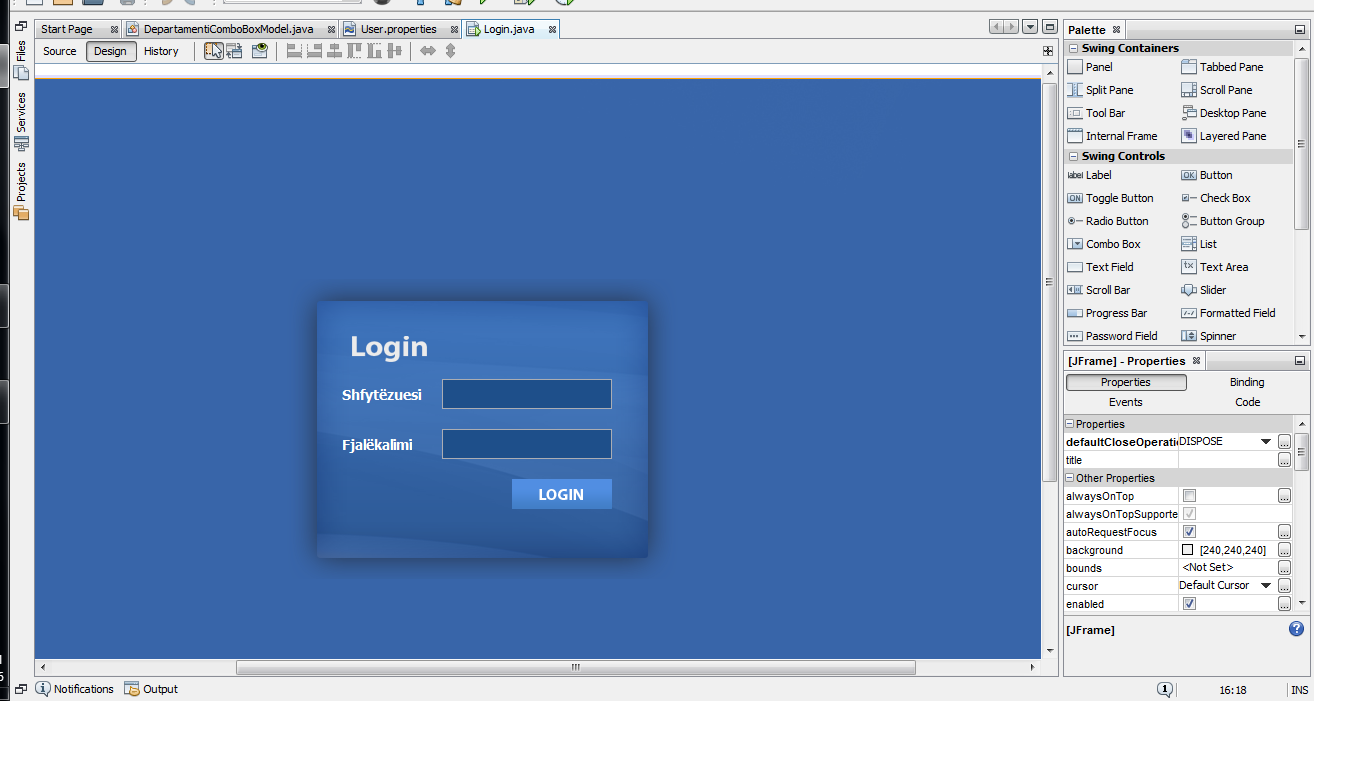 Start Page DepartamentiComboBoxModel.java User.properties Login.java
Source Design History
Files
Services
Projects
Login
Shfytëzuesi
Fjalëkalimi
LOGIN
Palette
Swing Containers
Panel Tabbed Pane
Split Pane Scroll Pane
Tool Bar Desktop Pane
Internal Frame Layered Pane
Swing Controls
label Label OK Button
ON Toggle Button Check Box
Radio Button Button Group
Combo Box List
Text Field tx Text Area
Scroll Bar Slider
Progress Bar Formatted Field
Password Field Spinner
[JFrame] - Properties
Properties Binding
Events Code
Properties
defaultCloseOperati DISPOSE ...
title ...
Other Properties
alwaysOnTop ...
alwaysOnTopSupporte
autoRequestFocus ...
background [240,240,240] ...
bounds <Not Set> ...
cursor Default Cursor ...
enabled ...
[JFrame] ?
Notifications Output 1 16:18 INS